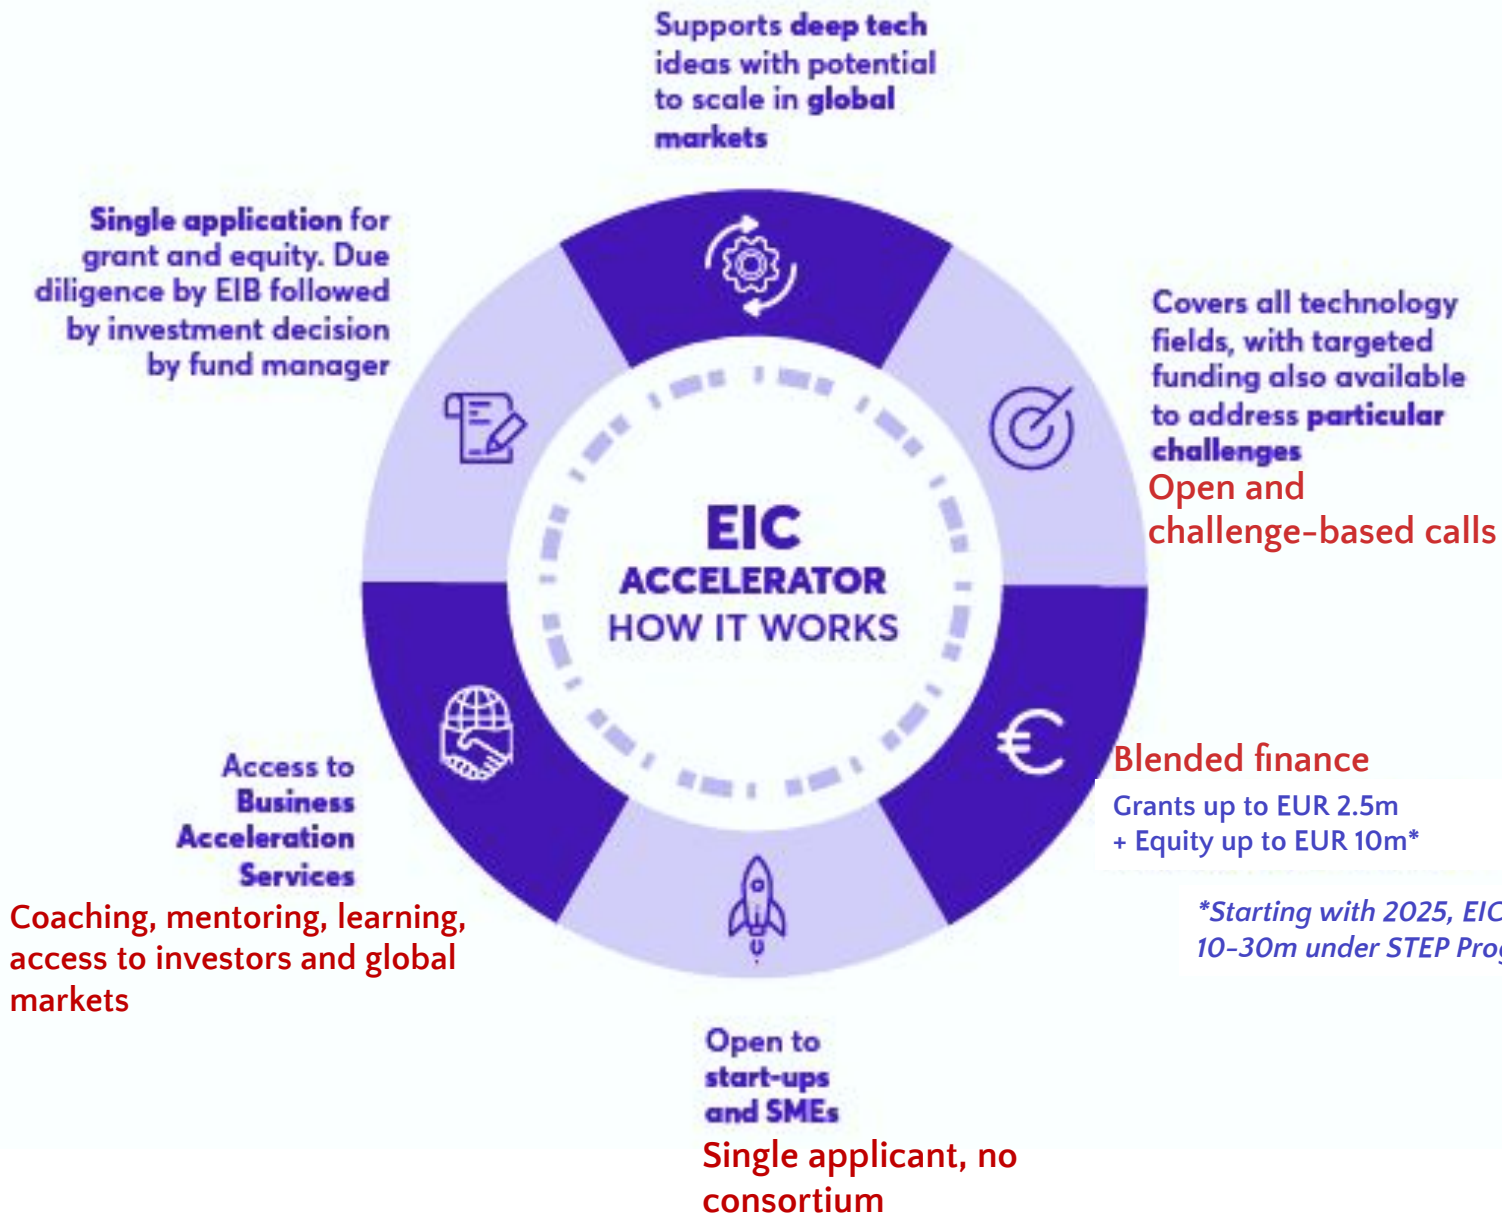 Supports deep tech
ideas with potential
to scale in global
markets
Single application for
grant and equity. Due
diligence by EIB followed
by investment decision
by fund manager
Covers all technology
fields, with targeted
funding also available
to address particular
challenges
Open and
challenge-based calls
EIC
ACCELERATOR
HOW IT WORKS
€
Blended finance
Grants up to EUR 2.5m
+ Equity up to EUR 10m*
*Starting with 2025, EIC
10-30m under STEP
Access to
Business
Acceleration
Services
Coaching, mentoring, learning,
access to investors and global
markets
Open to
start-ups
and SMEs
Single applicant, no
consortium